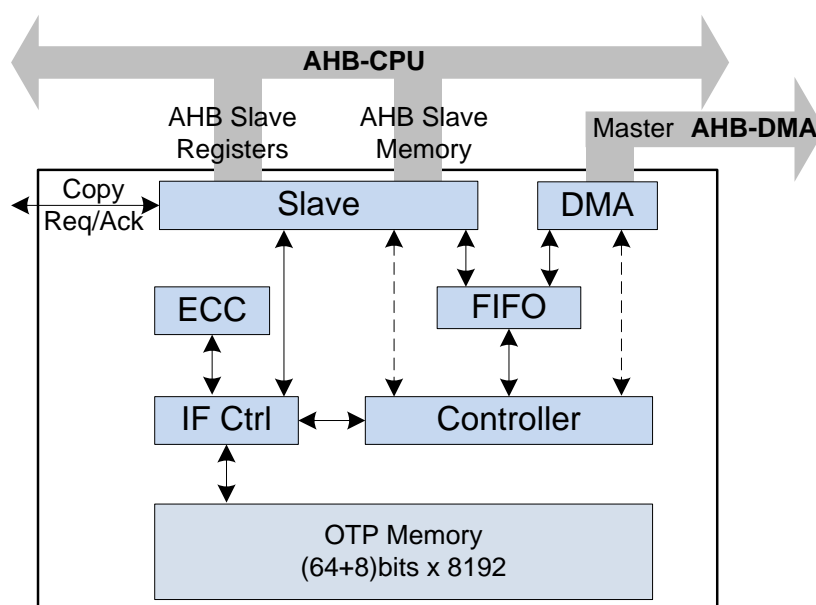 AHB-CPU
AHB Slave
Registers
AHB Slave
Memory
Master AHB-DMA
Copy
Req/Ack
Slave
DMA
ECC
FIFO
IF Ctrl
Controller
OTP Memory
(64+8)bits x 8192